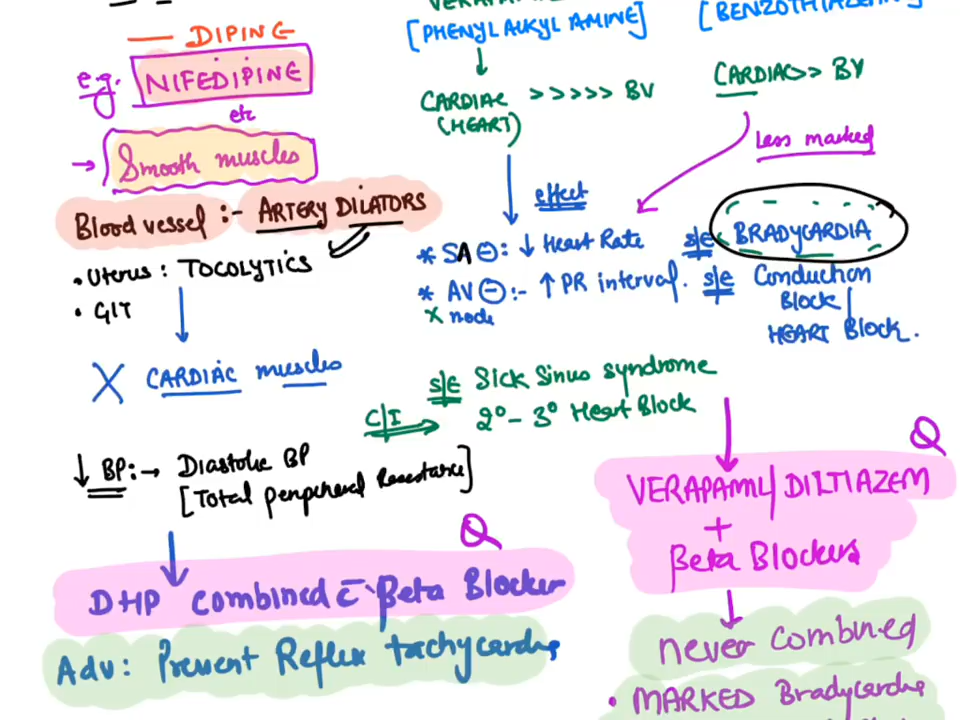 — DIPINE
e.g. NIFEDIPINE
etc
→ Smooth muscles
Blood vessel :- ARTERY DILATORS
• Uterus : TOCOLYTICS
• GIT
X CARDIAC muscles
↓ BP :→ Diastolic BP
[Total peripheral Resistance]
DHP combined c̄ Beta Blocker
Adv: Prevent Reflex tachycardia
[PHENYL ALKYL AMINE]
CARDIAC >>>>> BV
(HEART)
effect
* SA ⊖ : ↓ Heart Rate s/e BRADYCARDIA
* AV ⊖ :- ↑ PR interval. s/e Conduction
x node Block
HEART Block.
s/e Sick Sinus syndrome
C/I ⇒ 2° - 3° Heart Block
CARDIAC >> BV
Less marked
Q
VERAPAMIL/DILTIAZEM
+
Beta Blockers
never combined
• MARKED Bradycardia
Q